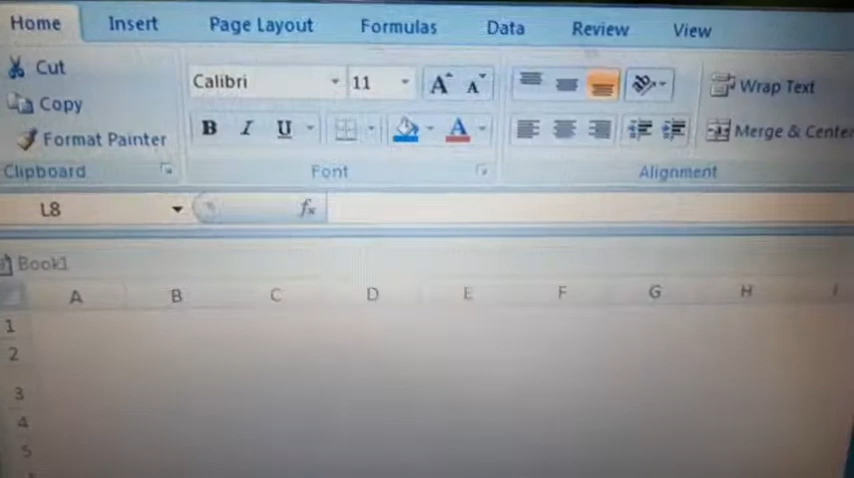 Home Insert Page Layout Formulas Data Review View
Cut
Calibri 11 A A Wrap Text
Copy
B I U A Merge & Center
Format Painter
Clipboard Font Alignment
L8 fx
Book1
A B C D E F G H I
1
2
3
4
5